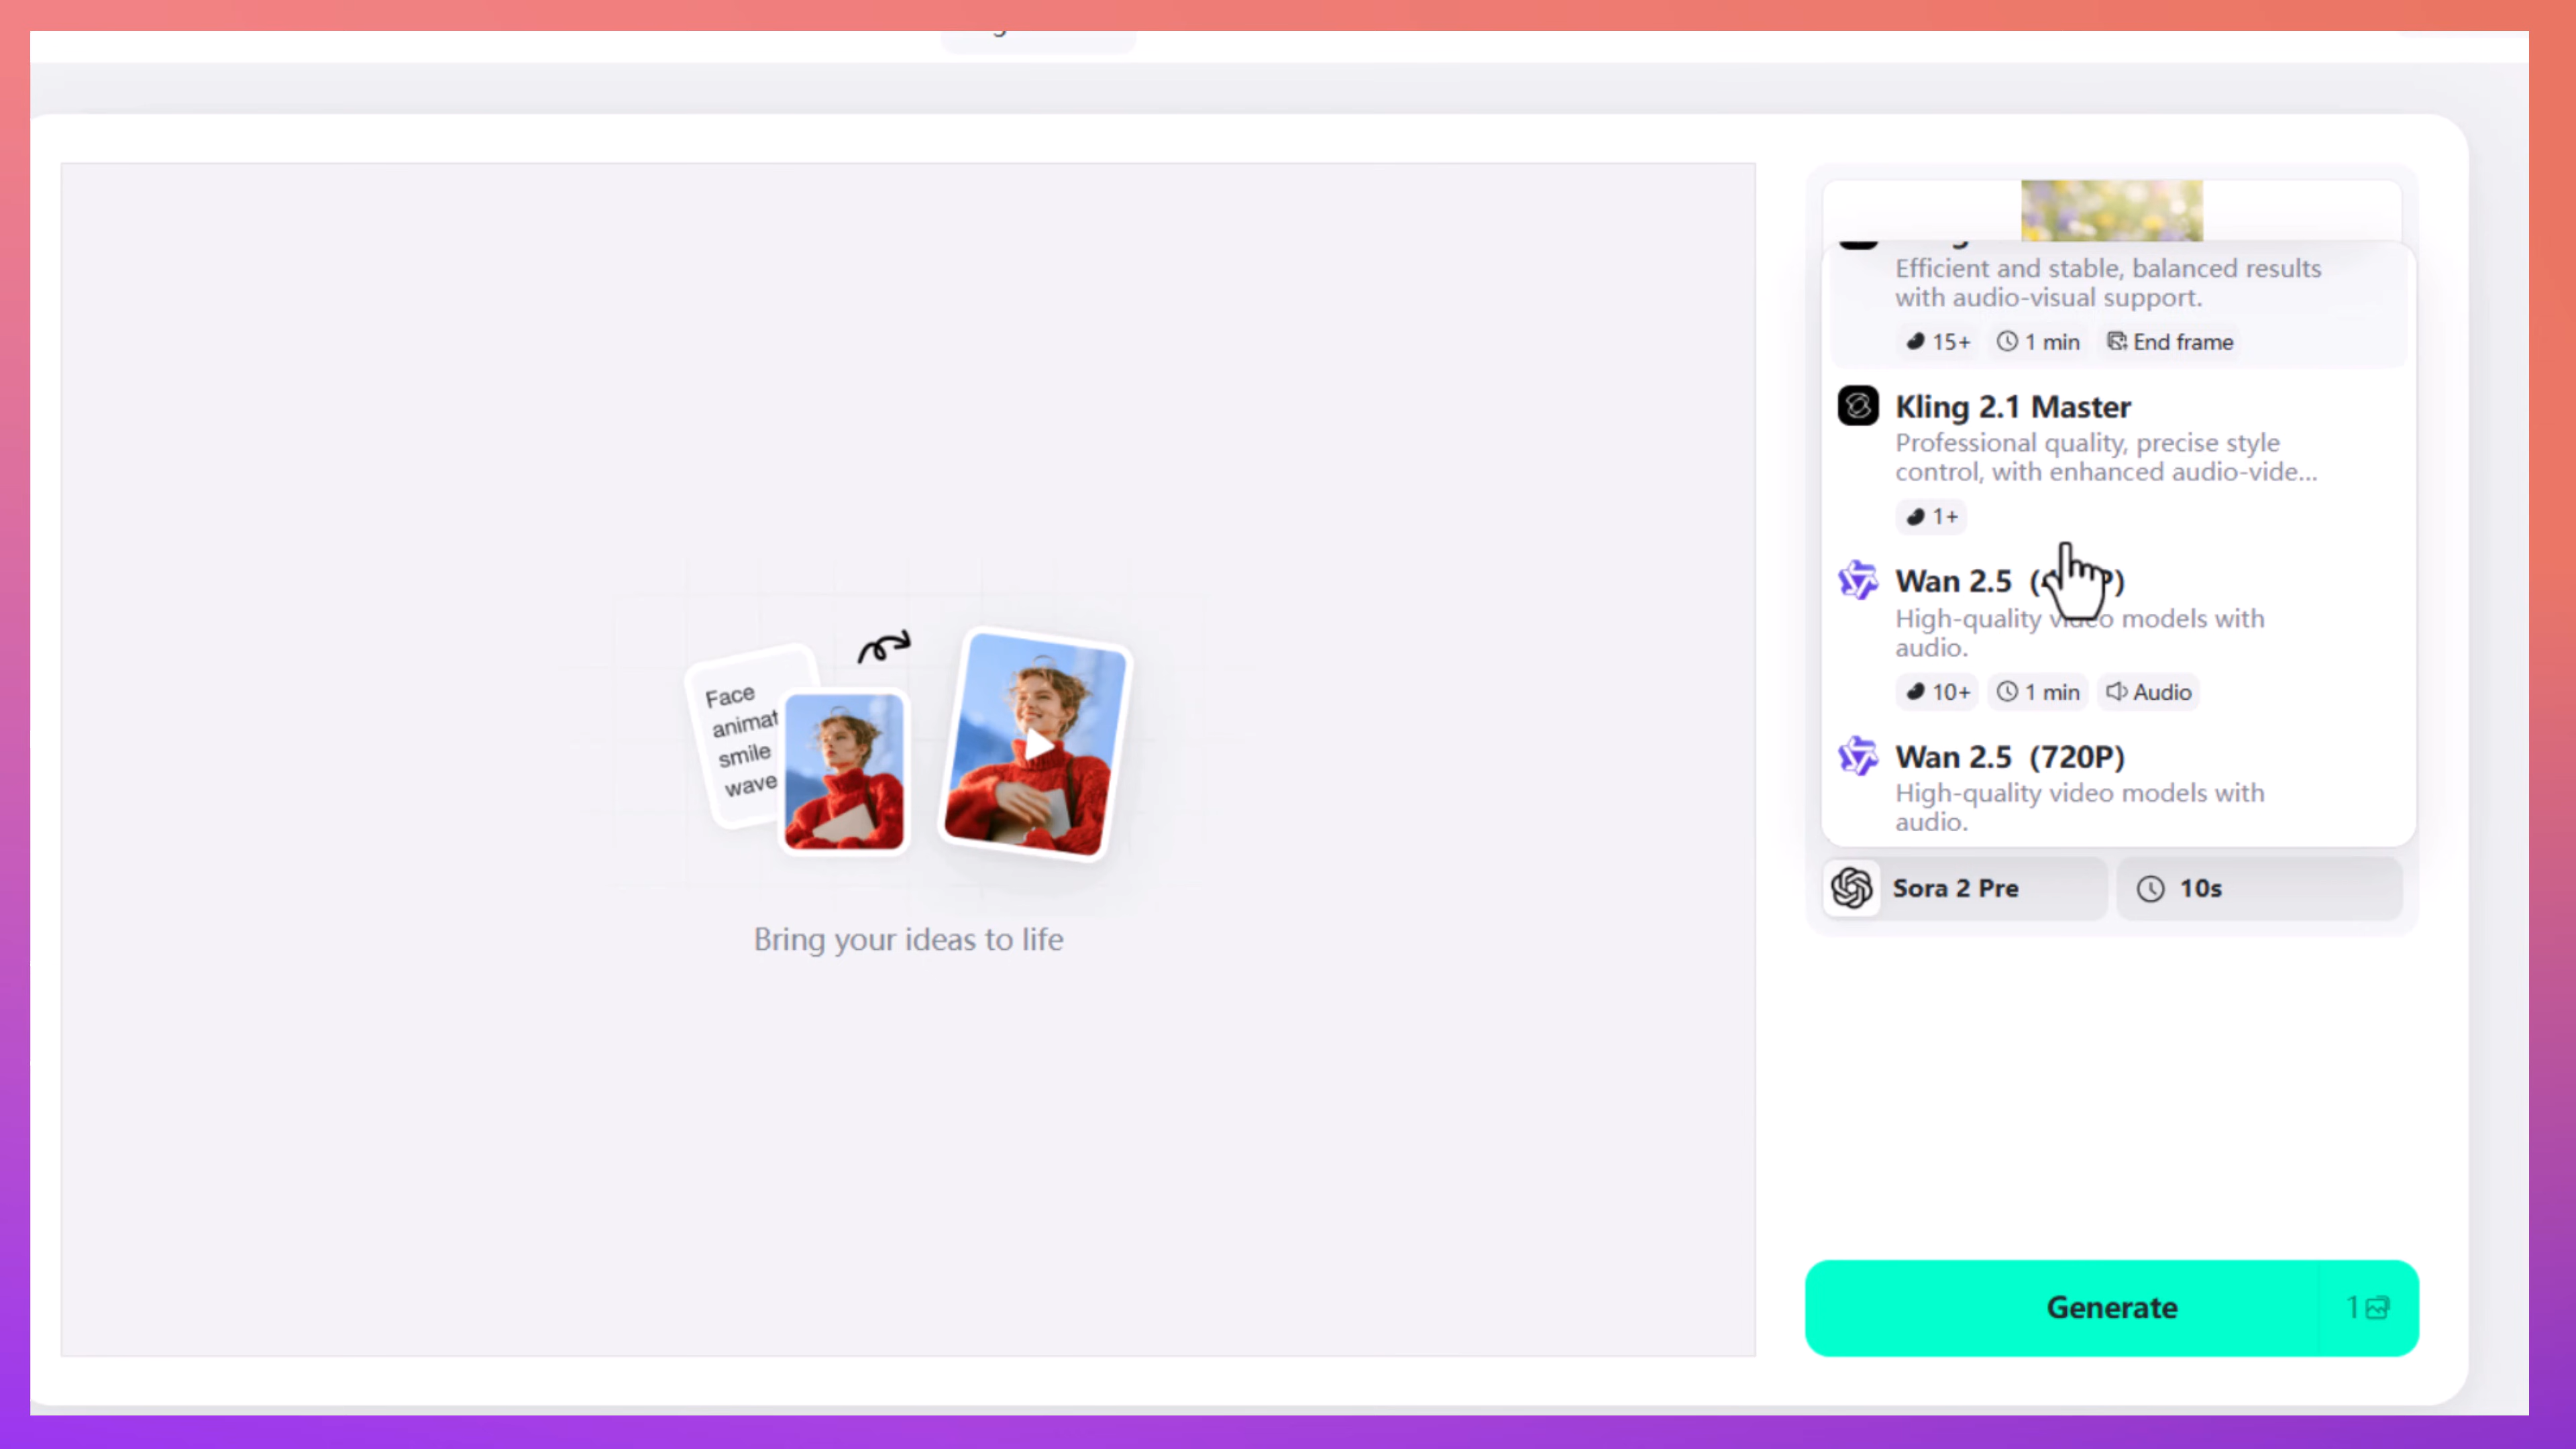 Efficient and stable, balanced results
with audio-visual support.
15+ 1 min End frame
Kling 2.1 Master
Professional quality, precise style
control, with enhanced audio-vide...
1+
Wan 2.5
High-quality video models with
audio.
10+ 1 min Audio
Wan 2.5 (720P)
High-quality video models with
audio.
Sora 2 Pre
10s
Face
animat
smile
wave
Bring your ideas to life
Generate 1